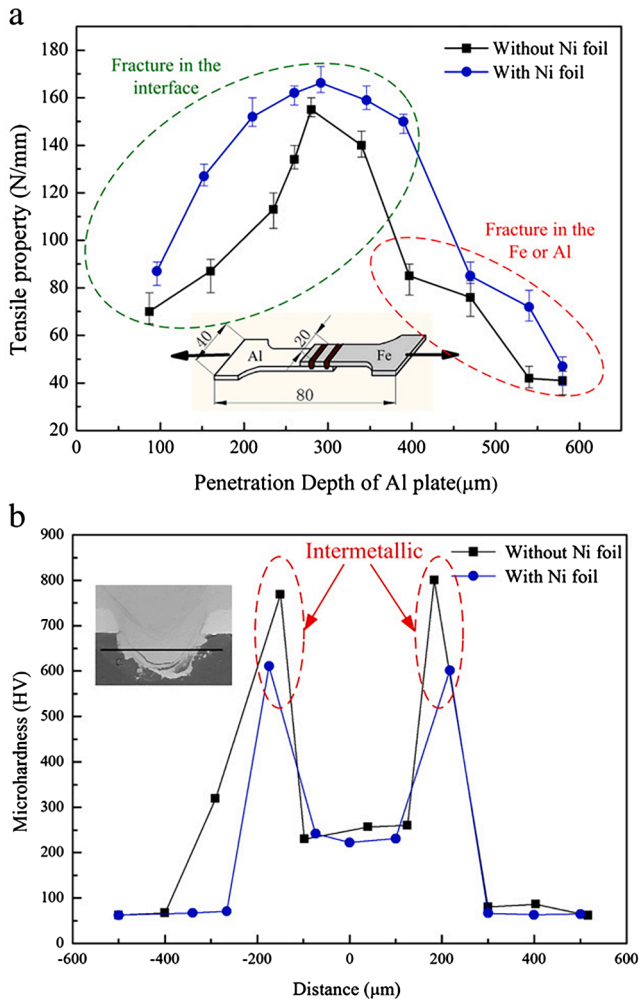 a
180
160
140
120
100
80
60
40
20
Tensile property (N/mm)
Fracture in the
interface
Without Ni foil
With Ni foil
Fracture in the
Fe or Al
40
20
Al
Fe
80
0
100
200
300
400
500
600
Penetration Depth of Al plate(μm)
b
900
800
700
600
500
400
300
200
100
0
Microhardness (HV)
Intermetallic
Without Ni foil
With Ni foil
-600
-400
-200
0
200
400
600
Distance (μm)